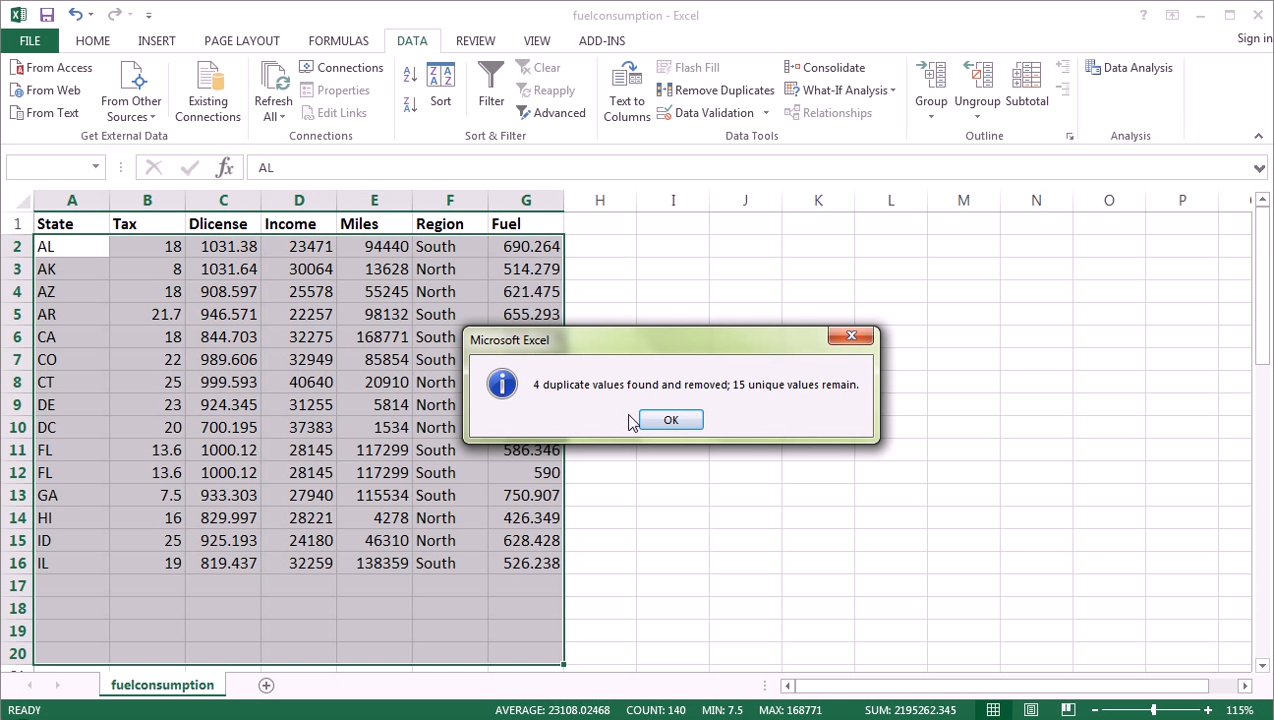 fuelconsumption - Excel
?
FILE HOME INSERT PAGE LAYOUT FORMULAS DATA REVIEW VIEW ADD-INS Sign in
From Access
From Web
From Text
From Other Sources
Existing Connections
Get External Data
Refresh All
Connections
Properties
Edit Links
Connections
Sort
Filter
Clear
Reapply
Advanced
Sort & Filter
Text to Columns
Flash Fill
Remove Duplicates
Data Validation
Consolidate
What-If Analysis
Relationships
Data Tools
Group
Ungroup
Subtotal
Outline
Data Analysis
Analysis
fx AL
A B C D E F G H I J K L M N O P
1 State Tax Dlicense Income Miles Region Fuel
2 AL 18 1031.38 23471 94440 South 690.264
3 AK 8 1031.64 30064 13628 North 514.279
4 AZ 18 908.597 25578 55245 North 621.475
5 AR 21.7 946.571 22257 98132 South 655.293
6 CA 18 844.703 32275 168771 South
7 CO 22 989.606 32949 85854 South
8 CT 25 999.593 40640 20910 North
9 DE 23 924.345 31255 5814 North
10 DC 20 700.195 37383 1534 North
11 FL 13.6 1000.12 28145 117299 South 586.346
12 FL 13.6 1000.12 28145 117299 South 590
13 GA 7.5 933.303 27940 115534 South 750.907
14 HI 16 829.997 28221 4278 North 426.349
15 ID 25 925.193 24180 46310 North 628.428
16 IL 19 819.437 32259 138359 South 526.238
17
18
19
20
Microsoft Excel
4 duplicate values found and removed; 15 unique values remain.
OK
fuelconsumption
READY AVERAGE: 23108.02468 COUNT: 140 MIN: 7.5 MAX: 168771 SUM: 2195262.345 115%